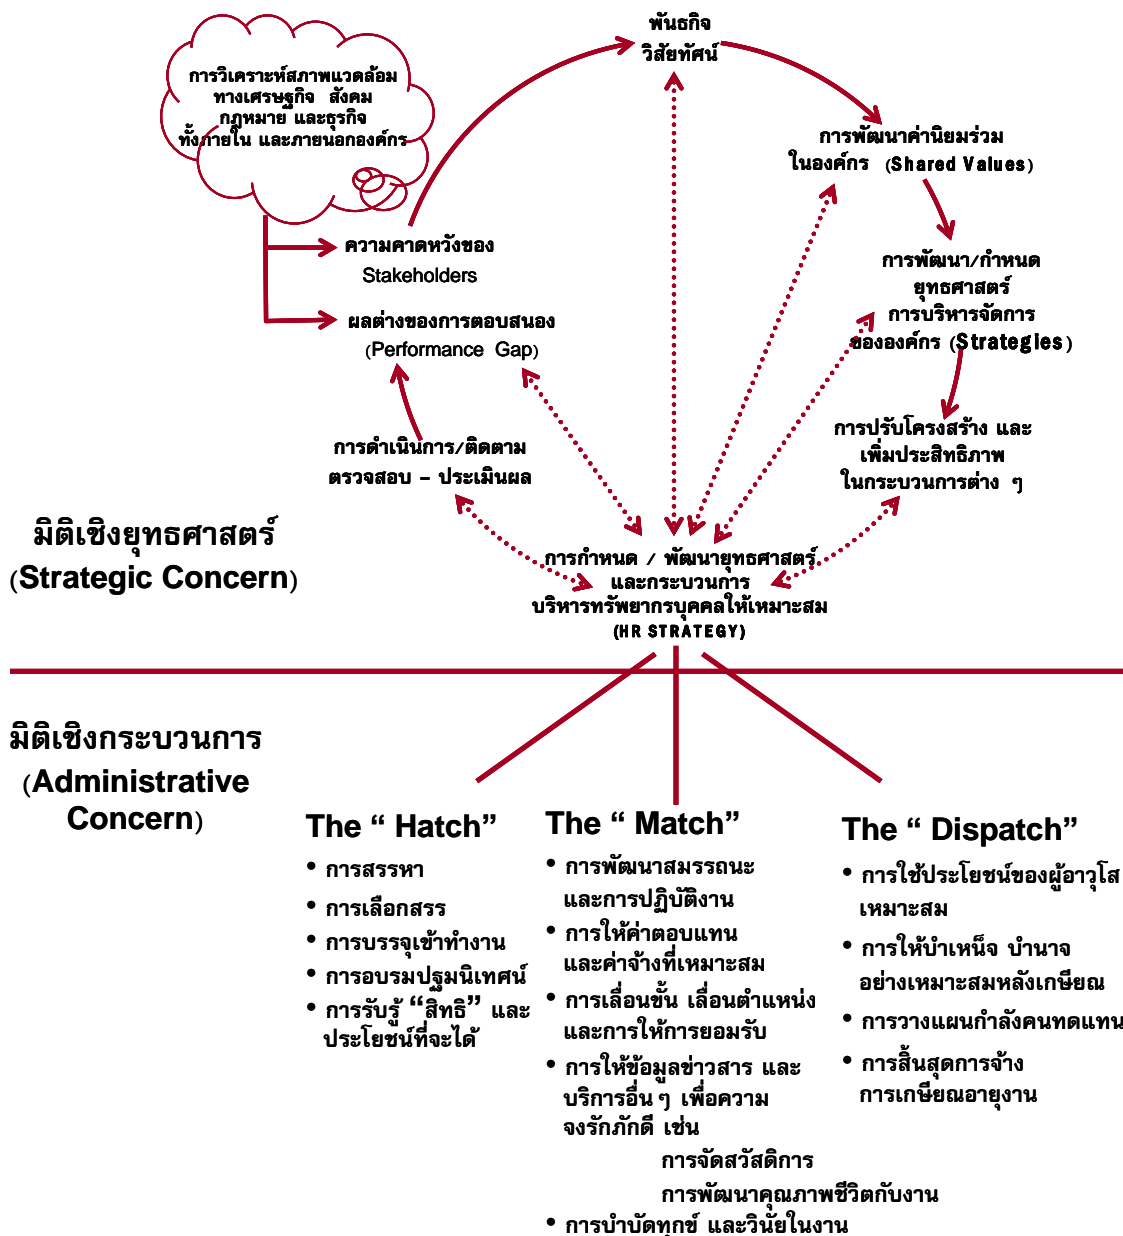 พันธกิจ
วิสัยทัศน์
การวิเคราะห์สภาพแวดล้อม
ทางเศรษฐกิจ สังคม
กฎหมาย และธุรกิจ
ทั้งภายใน และภายนอกองค์กร
การพัฒนาค่านิยมร่วม
ในองค์กร (Shared Values)
ความคาดหวังของ
Stakeholders
การพัฒนา/กำหนด
ยุทธศาสตร์
การบริหารจัดการ
ขององค์กร (Strategies)
ผลต่างของการตอบสนอง
(Performance Gap)
การปรับโครงสร้าง และ
เพิ่มประสิทธิภาพ
ในกระบวนการต่าง ๆ
การดำเนินการ/ติดตาม
ตรวจสอบ – ประเมินผล
มิติเชิงยุทธศาสตร์
(Strategic Concern)
การกำหนด / พัฒนายุทธศาสตร์
และกระบวนการ
บริหารทรัพยากรบุคคลให้เหมาะสม
(HR STRATEGY)
มิติเชิงกระบวนการ
(Administrative
Concern)
The “ Hatch”
• การสรรหา
• การเลือกสรร
• การบรรจุเข้าทำงาน
• การอบรมปฐมนิเทศน์
• การรับรู้ “สิทธิ” และ
ประโยชน์ที่จะได้
The “ Match”
• การพัฒนาสมรรถนะ
และการปฏิบัติงาน
• การให้ค่าตอบแทน
และค่าจ้างที่เหมาะสม
• การเลื่อนขั้น เลื่อนตำแหน่ง
และการให้การยอมรับ
• การให้ข้อมูลข่าวสาร และ
บริการอื่น ๆ เพื่อความ
จงรักภักดี เช่น
การจัดสวัสดิการ
การพัฒนาคุณภาพชีวิตกับงาน
• การบำบัดทุกข์ และวินัยในงาน
The “ Dispatch”
• การใช้ประโยชน์ของผู้อาวุโส
เหมาะสม
• การให้บำเหน็จ บำนาจ
อย่างเหมาะสมหลังเกษียณ
• การวางแผนกำลังคนทดแทน
• การสิ้นสุดการจ้าง
การเกษียณอายุงาน